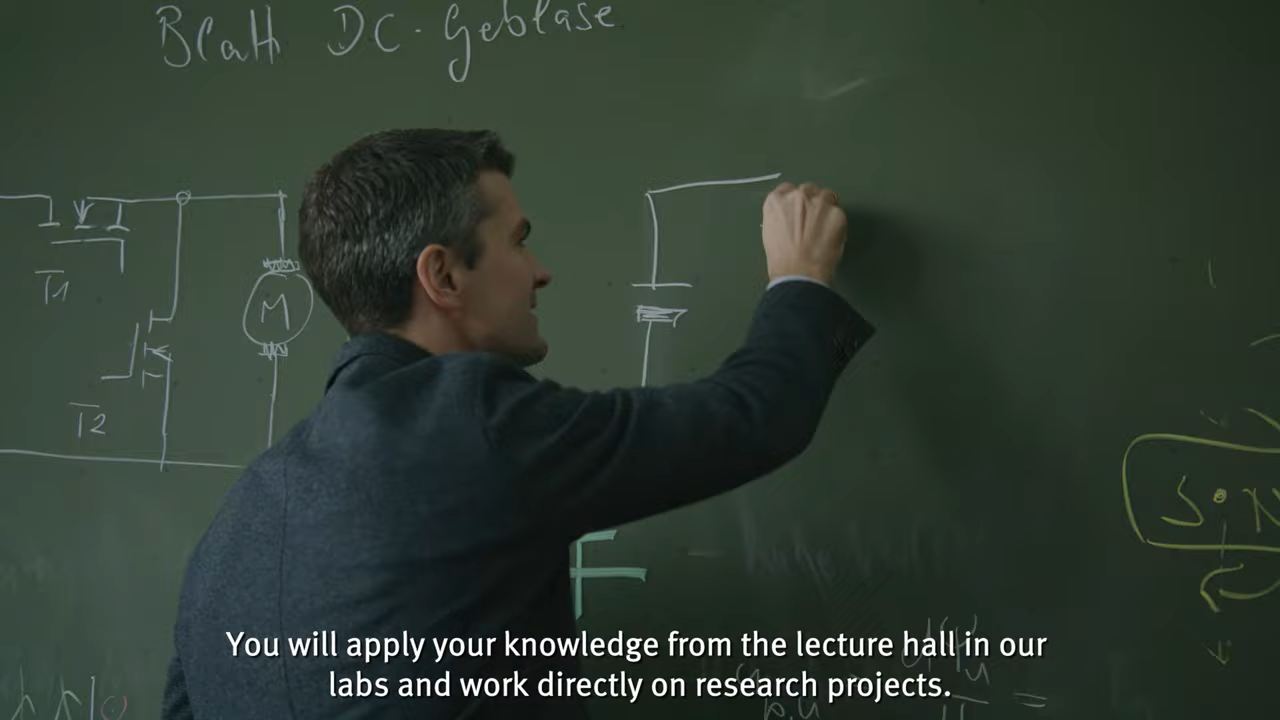 Blatt DC-Gebläse
T1
M
T2
S N
F
You will apply your knowledge from the lecture hall in our
labs and work directly on research projects.